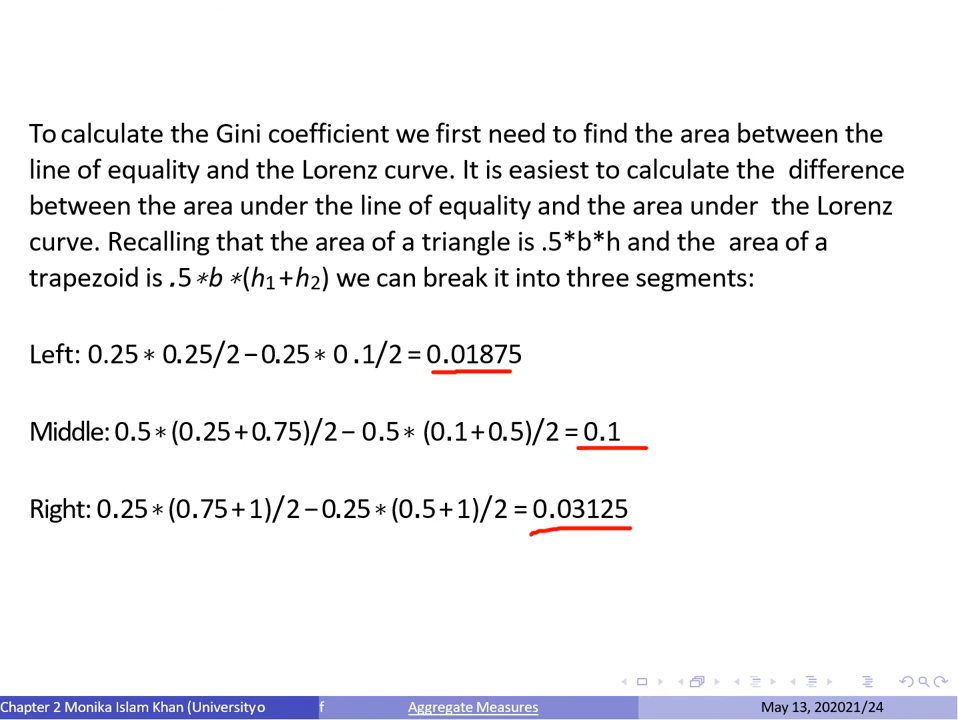 To calculate the Gini coefficient we first need to find the area between the
line of equality and the Lorenz curve. It is easiest to calculate the difference
between the area under the line of equality and the area under the Lorenz
curve. Recalling that the area of a triangle is .5*b*h and the area of a
trapezoid is .5∗b∗(h₁+h₂) we can break it into three segments:
Left: 0.25∗0.25/2−0.25∗0.1/2=0.01875
Middle: 0.5∗(0.25+0.75)/2−0.5∗(0.1+0.5)/2=0.1
Right: 0.25∗(0.75+1)/2−0.25∗(0.5+1)/2=0.03125
Chapter 2 Monika Islam Khan (Universityo f Aggregate Measures May 13, 202021/24